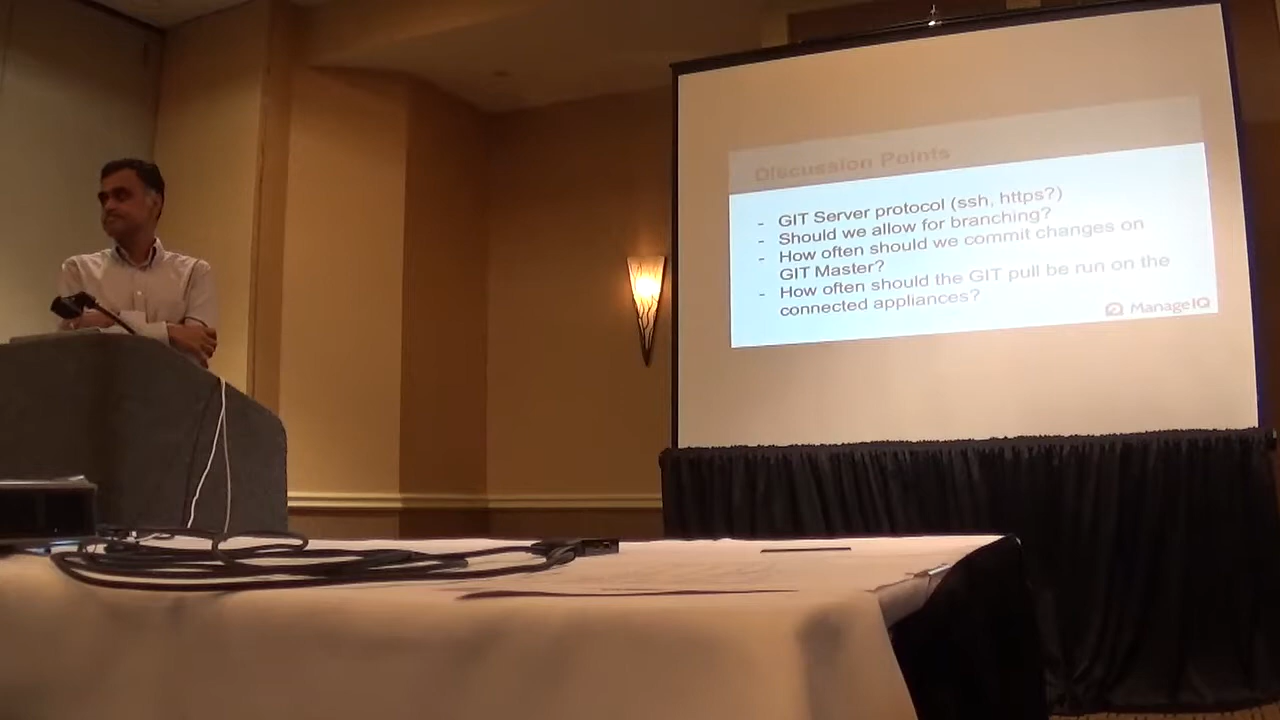 Discussion Points
- GIT Server protocol (ssh, https?)
- Should we allow for branching?
- How often should we commit changes on
GIT Master?
- How often should the GIT pull be run on the
connected appliances?
ManageIQ